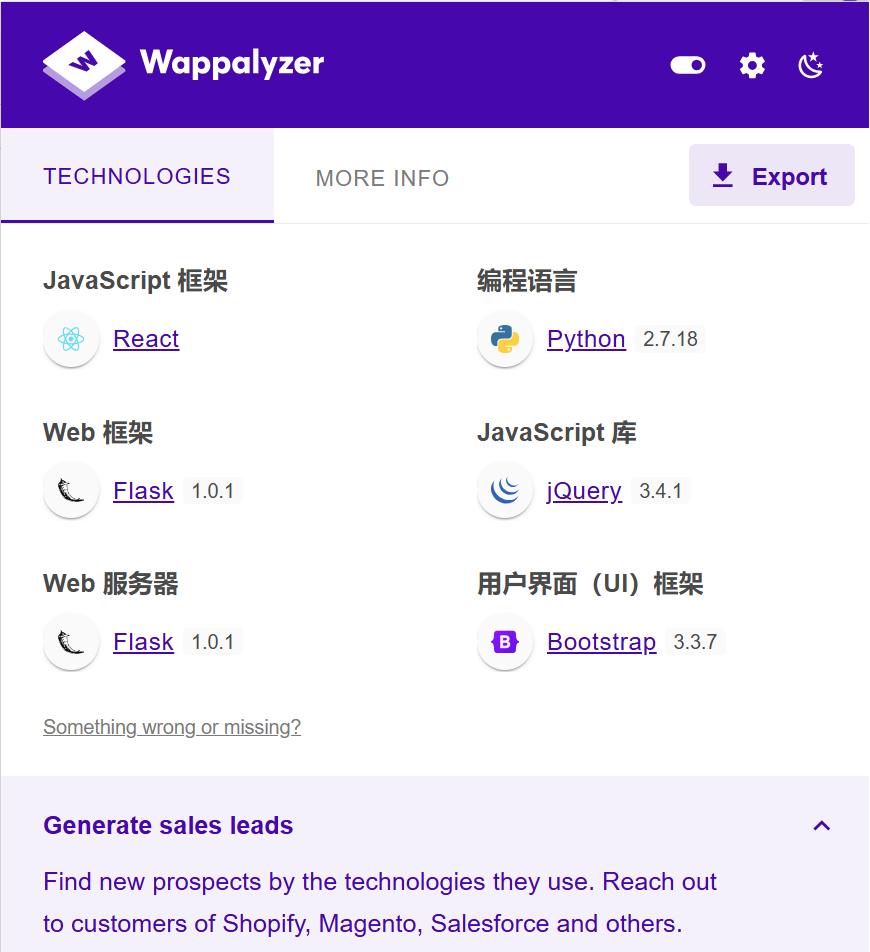 Wappalyzer
TECHNOLOGIES
MORE INFO
Export
JavaScript 框架
React
编程语言
Python 2.7.18
Web 框架
Flask 1.0.1
JavaScript 库
jQuery 3.4.1
Web 服务器
Flask 1.0.1
用户界面（UI）框架
Bootstrap 3.3.7
Something wrong or missing?
Generate sales leads
Find new prospects by the technologies they use. Reach out
to customers of Shopify, Magento, Salesforce and others.